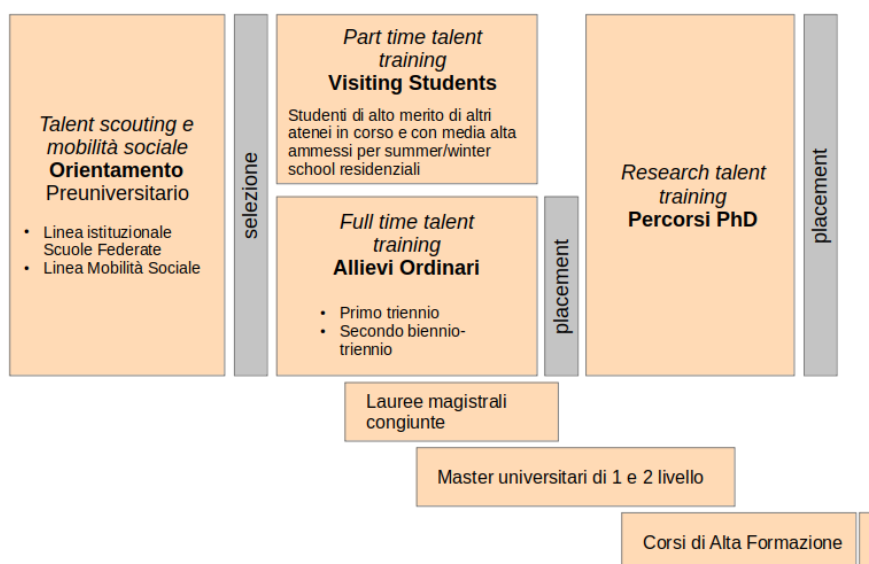 Talent scouting e
mobilità sociale
Orientamento
Preuniversitario
• Linea istituzionale
Scuole Federate
• Linea Mobilità Sociale
selezione
Part time talent
training
Visiting Students
Studenti di alto merito di altri
atenei in corso e con media alta
ammessi per summer/winter
school residenziali
Full time talent
training
Allievi Ordinari
• Primo triennio
• Secondo biennio-
triennio
placement
Research talent
training
Percorsi PhD
placement
Lauree magistrali
congiunte
Master universitari di 1 e 2 livello
Corsi di Alta Formazione